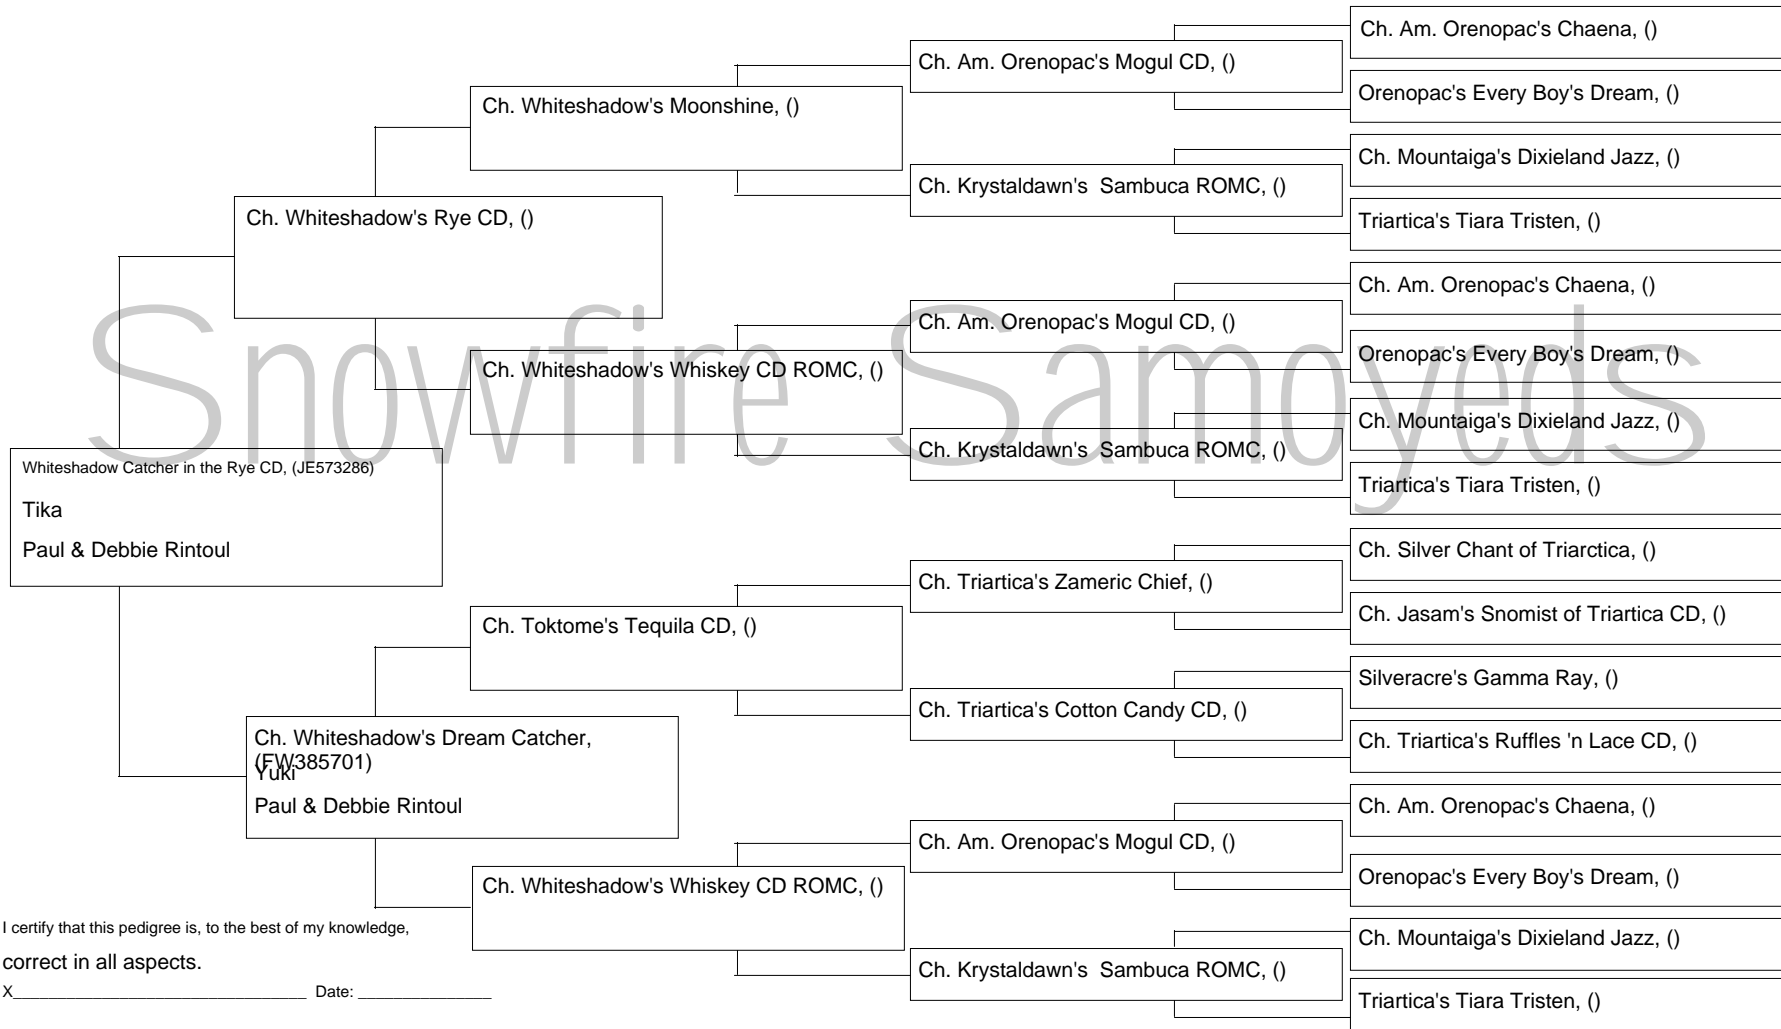 Snowfire Samoyeds
Whiteshadow Catcher in the Rye CD, (JE573286)
Tika
Paul & Debbie Rintoul
Ch. Whiteshadow's Rye CD, ()
Ch. Whiteshadow's Dream Catcher,
(FW385701)
Yuki
Paul & Debbie Rintoul
Ch. Whiteshadow's Moonshine, ()
Ch. Whiteshadow's Whiskey CD ROMC, ()
Ch. Toktome's Tequila CD, ()
Ch. Whiteshadow's Whiskey CD ROMC, ()
Ch. Am. Orenopac's Mogul CD, ()
Ch. Krystaldawn's  Sambuca ROMC, ()
Ch. Am. Orenopac's Mogul CD, ()
Ch. Krystaldawn's  Sambuca ROMC, ()
Ch. Triartica's Zameric Chief, ()
Ch. Triartica's Cotton Candy CD, ()
Ch. Am. Orenopac's Mogul CD, ()
Ch. Krystaldawn's  Sambuca ROMC, ()
Ch. Am. Orenopac's Chaena, ()
Orenopac's Every Boy's Dream, ()
Ch. Mountaiga's Dixieland Jazz, ()
Triartica's Tiara Tristen, ()
Ch. Am. Orenopac's Chaena, ()
Orenopac's Every Boy's Dream, ()
Ch. Mountaiga's Dixieland Jazz, ()
Triartica's Tiara Tristen, ()
Ch. Silver Chant of Triarctica, ()
Ch. Jasam's Snomist of Triartica CD, ()
Silveracre's Gamma Ray, ()
Ch. Triartica's Ruffles 'n Lace CD, ()
Ch. Am. Orenopac's Chaena, ()
Orenopac's Every Boy's Dream, ()
Ch. Mountaiga's Dixieland Jazz, ()
Triartica's Tiara Tristen, ()
I certify that this pedigree is, to the best of my knowledge,
correct in all aspects.
X___________________________________ Date: ________________